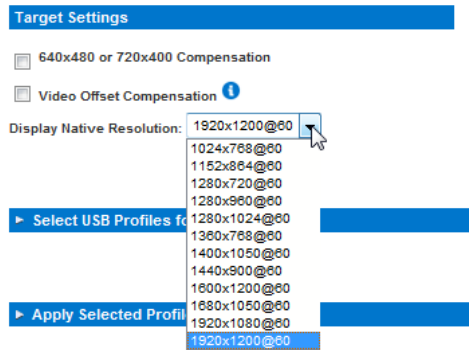 Target Settings
640x480 or 720x400 Compensation
Video Offset Compensation i
Display Native Resolution: 1920x1200@60
1024x768@60
1152x864@60
1280x720@60
1280x960@60
► Select USB Profiles fo 1280x1024@60
1360x768@60
1400x1050@60
1440x900@60
1600x1200@60
1680x1050@60
► Apply Selected Profil 1920x1080@60
1920x1200@60